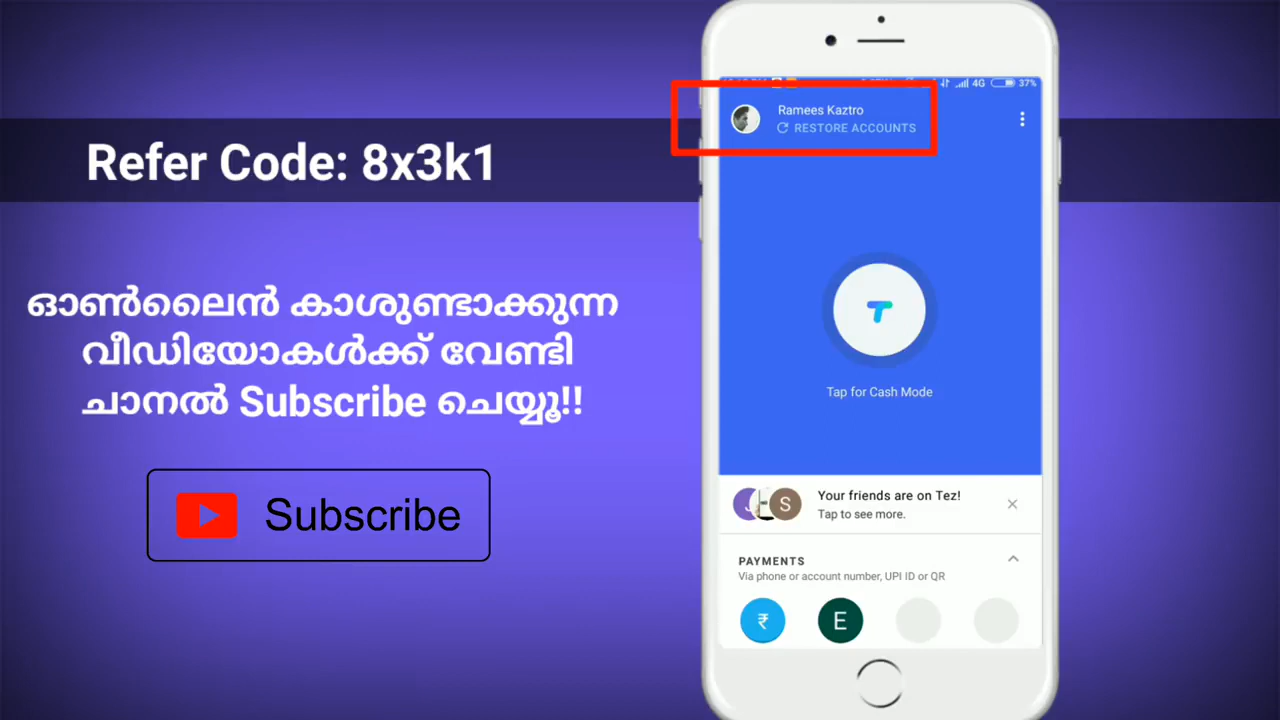 Refer Code: 8x3k1
ഓൺലൈൻ കാശുണ്ടാക്കുന്ന
വീഡിയോകൾക്ക് വേണ്ടി
ചാനൽ Subscribe ചെയ്യൂ!!
Subscribe
4G 37%
Ramees Kaztro
RESTORE ACCOUNTS
Tap for Cash Mode
S
Your friends are on Tez!
Tap to see more.
PAYMENTS
Via phone or account number, UPI ID or QR
₹ E